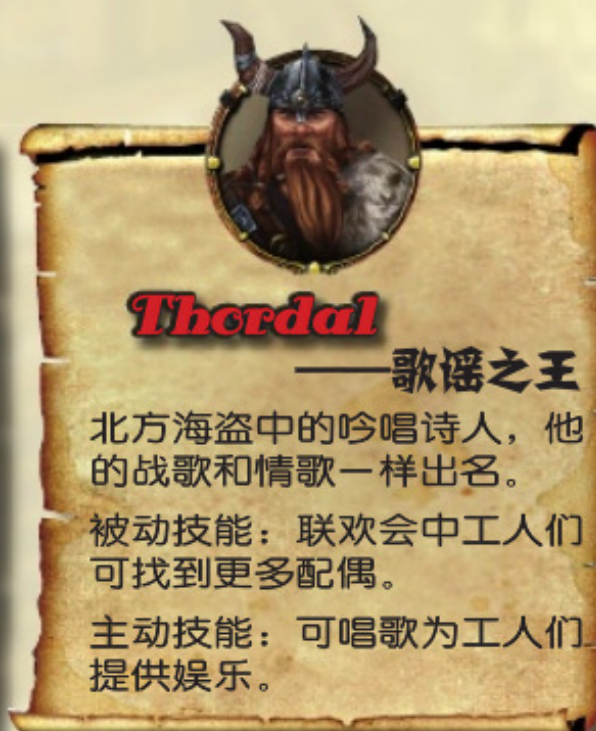 Thordal
——歌谣之王
北方海盗中的吟唱诗人，他
的战歌和情歌一样出名。
被动技能：联欢会中工人们
可找到更多配偶。
主动技能：可唱歌为工人们
提供娱乐。